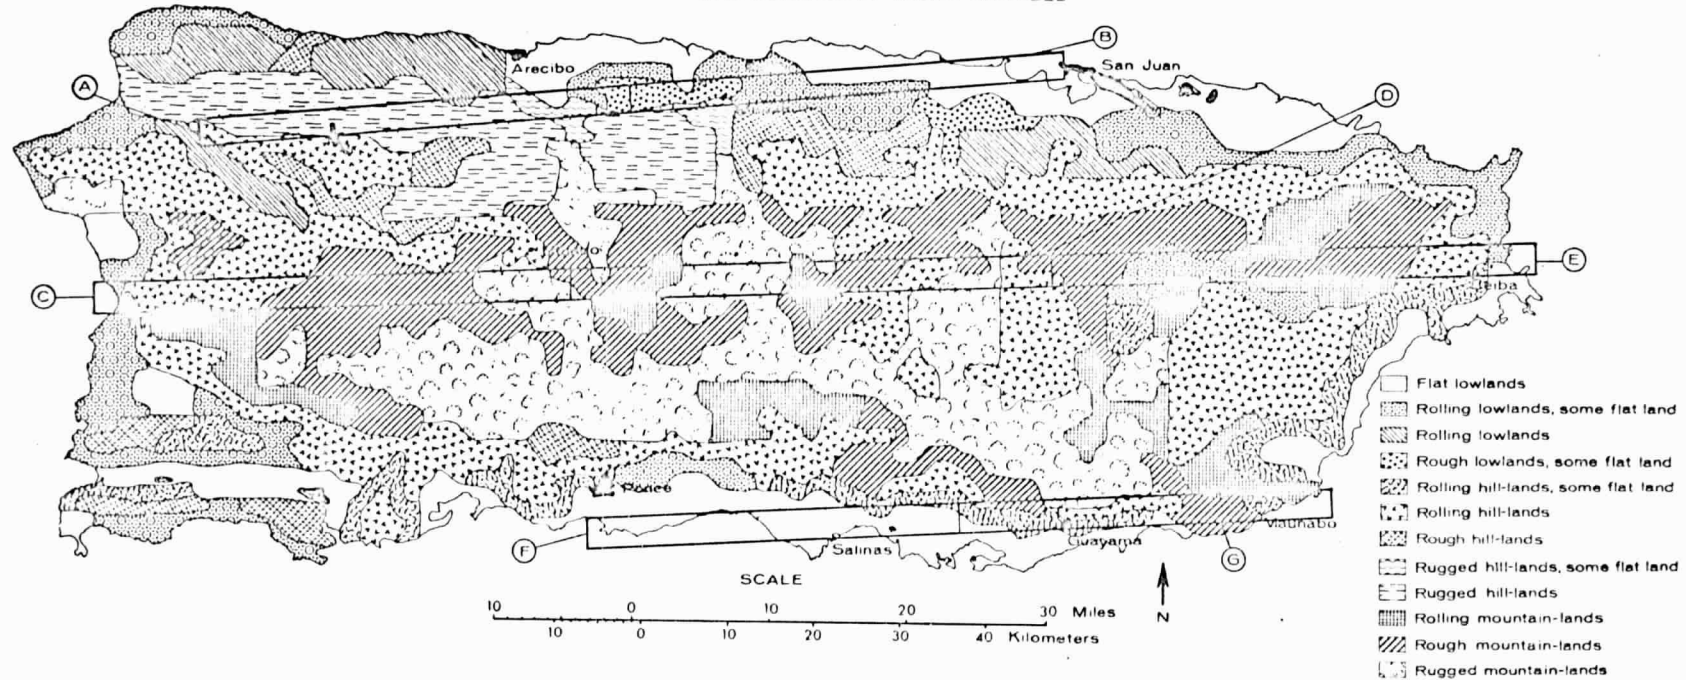 B
Arecibo
San Juan
A
D
C
E
Ponce
F
Salinas
Guayama
Maunabo
G
SCALE
10 0 10 20 30 Miles
10 0 10 20 30 40 Kilometers
N
Flat lowlands
Rolling lowlands, some flat land
Rolling lowlands
Rough lowlands, some flat land
Rolling hill-lands, some flat land
Rolling hill-lands
Rough hill-lands
Rugged hill-lands, some flat land
Rugged hill-lands
Rolling mountain-lands
Rough mountain-lands
Rugged mountain-lands